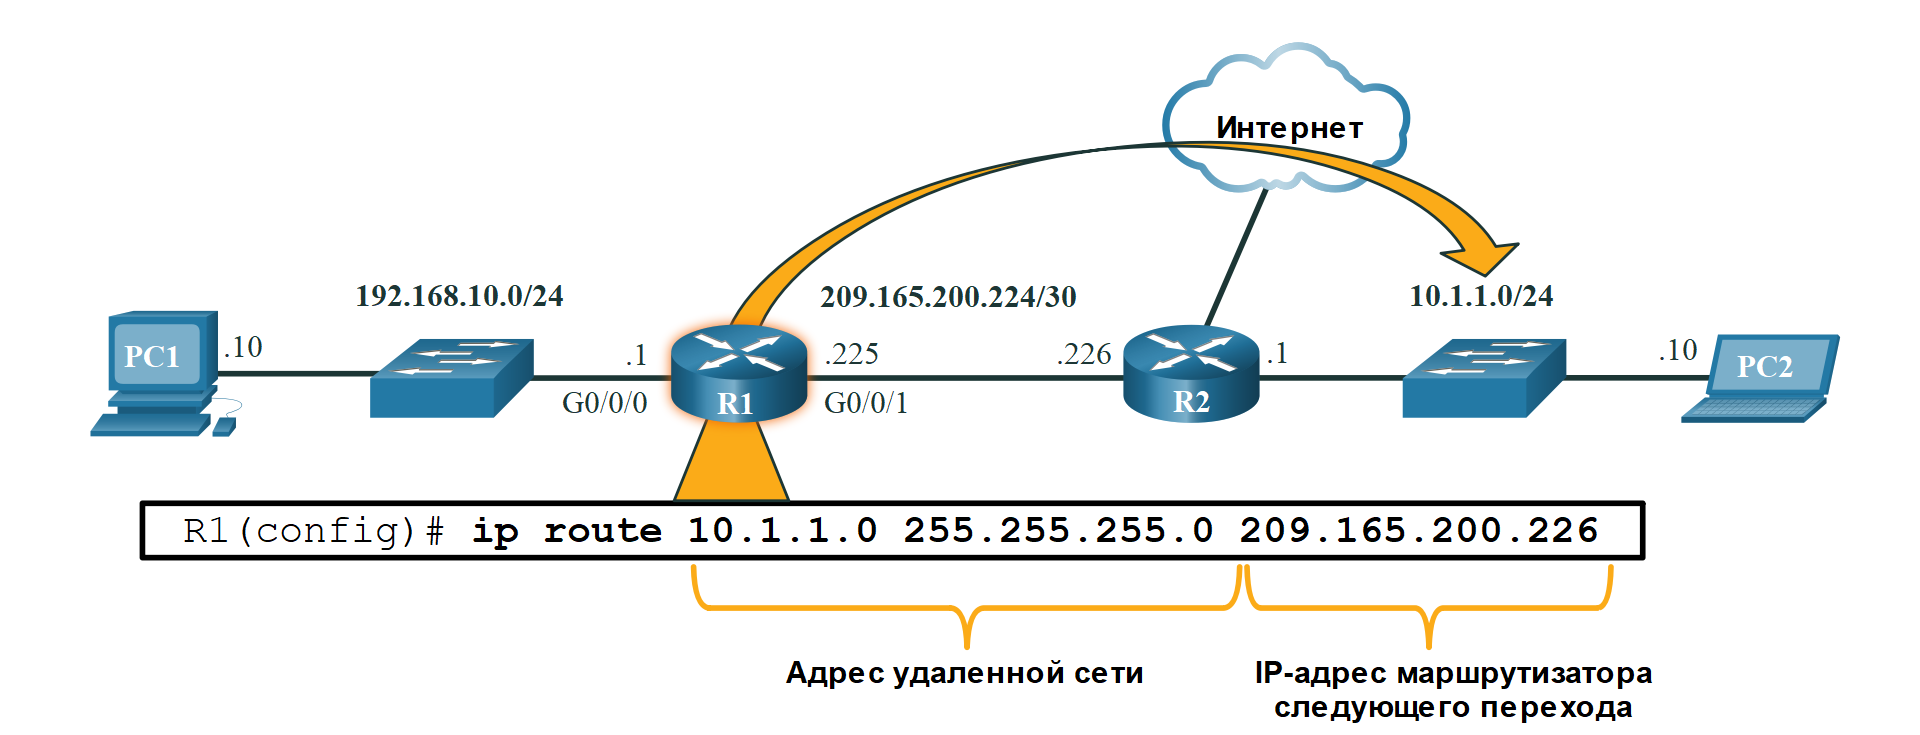 Интернет
192.168.10.0/24
209.165.200.224/30
10.1.1.0/24
PC1
.10
.1
.225
.226
.1
.10
PC2
G0/0/0
R1
G0/0/1
R2
R1(config)# ip route 10.1.1.0 255.255.255.0 209.165.200.226
Адрес удаленной сети
IP-адрес маршрутизатора
следующего перехода